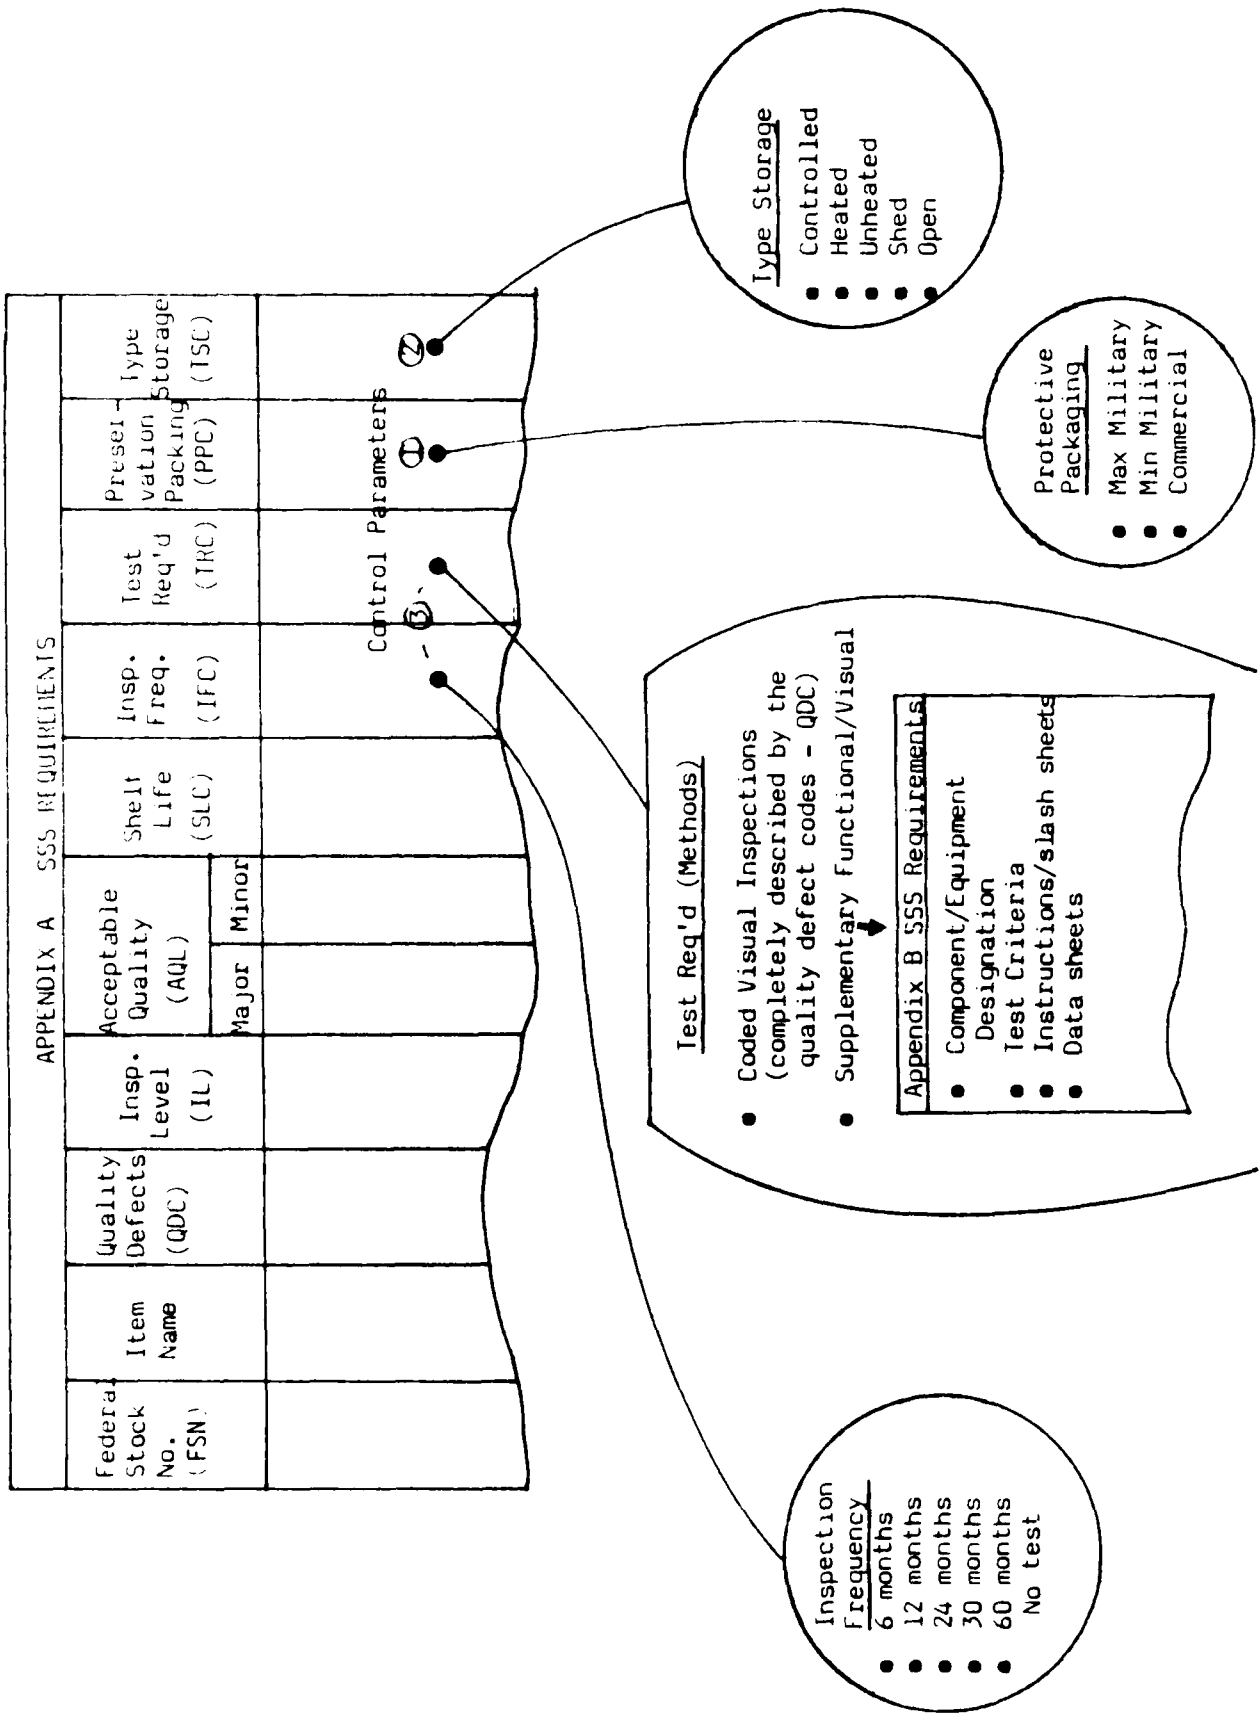 APPENDIX A SSS REQUIREMENTS
Federal
Stock
No.
(FSN)
Item
Name
Quality
Defects
(QDC)
Insp.
Level
(IL)
Acceptable
Quality
(AQL)
Major
Minor
Shelf
Life
(SLC)
Insp.
Freq.
(IFC)
Test
Req'd
(TRC)
Preser-
vation
Packing
(PPC)
Type
Storage
(TSC)
Control Parameters
3
1
2
Inspection
Frequency
• 6 months
• 12 months
• 24 months
• 30 months
• 60 months
No test
Test Req'd (Methods)
• Coded Visual Inspections
(completely described by the
quality defect codes - QDC)
• Supplementary Functional/Visual
Appendix B SSS Requirements
• Component/Equipment
Designation
• Test Criteria
• Instructions/slash sheets
• Data sheets
Protective
Packaging
• Max Military
• Min Military
• Commercial
Type Storage
• Controlled
• Heated
• Unheated
• Shed
• Open